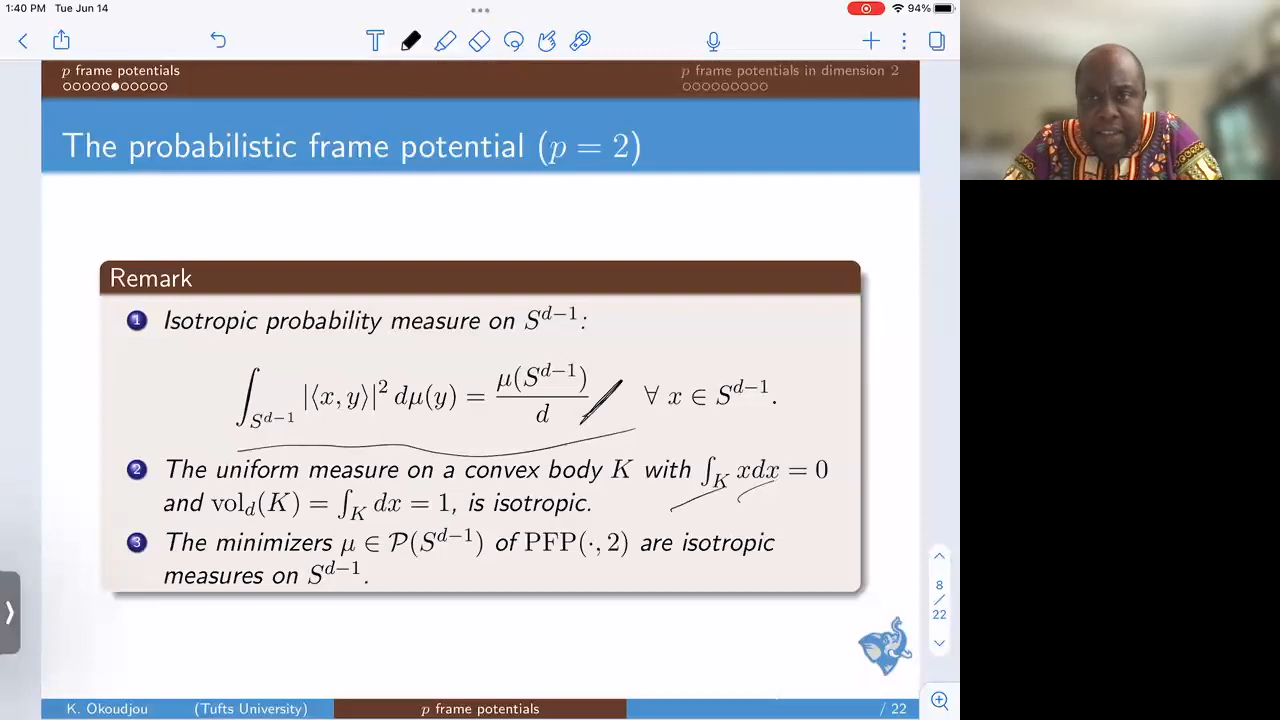 1:40 PM Tue Jun 14
94%
p frame potentials
p frame potentials in dimension 2
The probabilistic frame potential (p = 2)
Remark
1 Isotropic probability measure on S^{d−1}:
∫_{S^{d−1}} |⟨x, y⟩|² dμ(y) = μ(S^{d−1})/d ∀ x ∈ S^{d−1}.
2 The uniform measure on a convex body K with ∫_K xdx = 0
and vol_d(K) = ∫_K dx = 1, is isotropic.
3 The minimizers μ ∈ P(S^{d−1}) of PFP(·, 2) are isotropic
measures on S^{d−1}.
8
/
22
K. Okoudjou (Tufts University) p frame potentials / 22